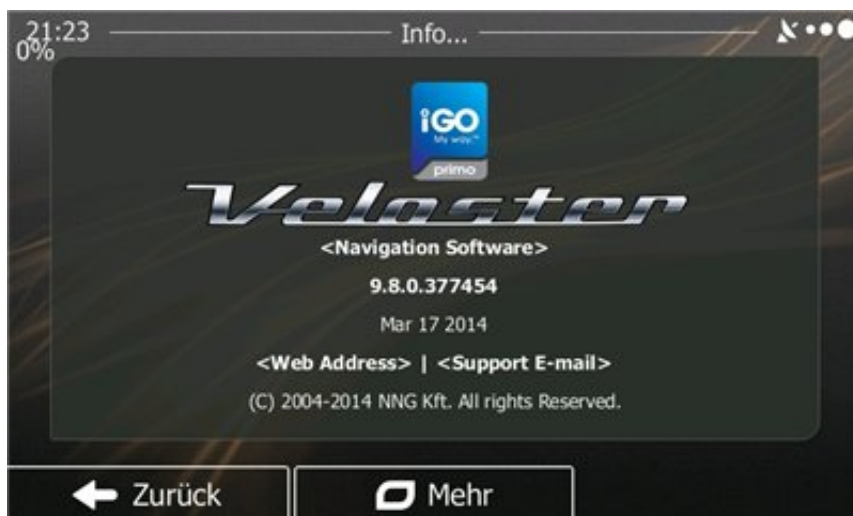 21:23
0%
Info...
iGO
My way.™
primo
Veloster
<Navigation Software>
9.8.0.377454
Mar 17 2014
<Web Address> | <Support E-mail>
(C) 2004-2014 NNG Kft. All rights Reserved.
Zurück
Mehr